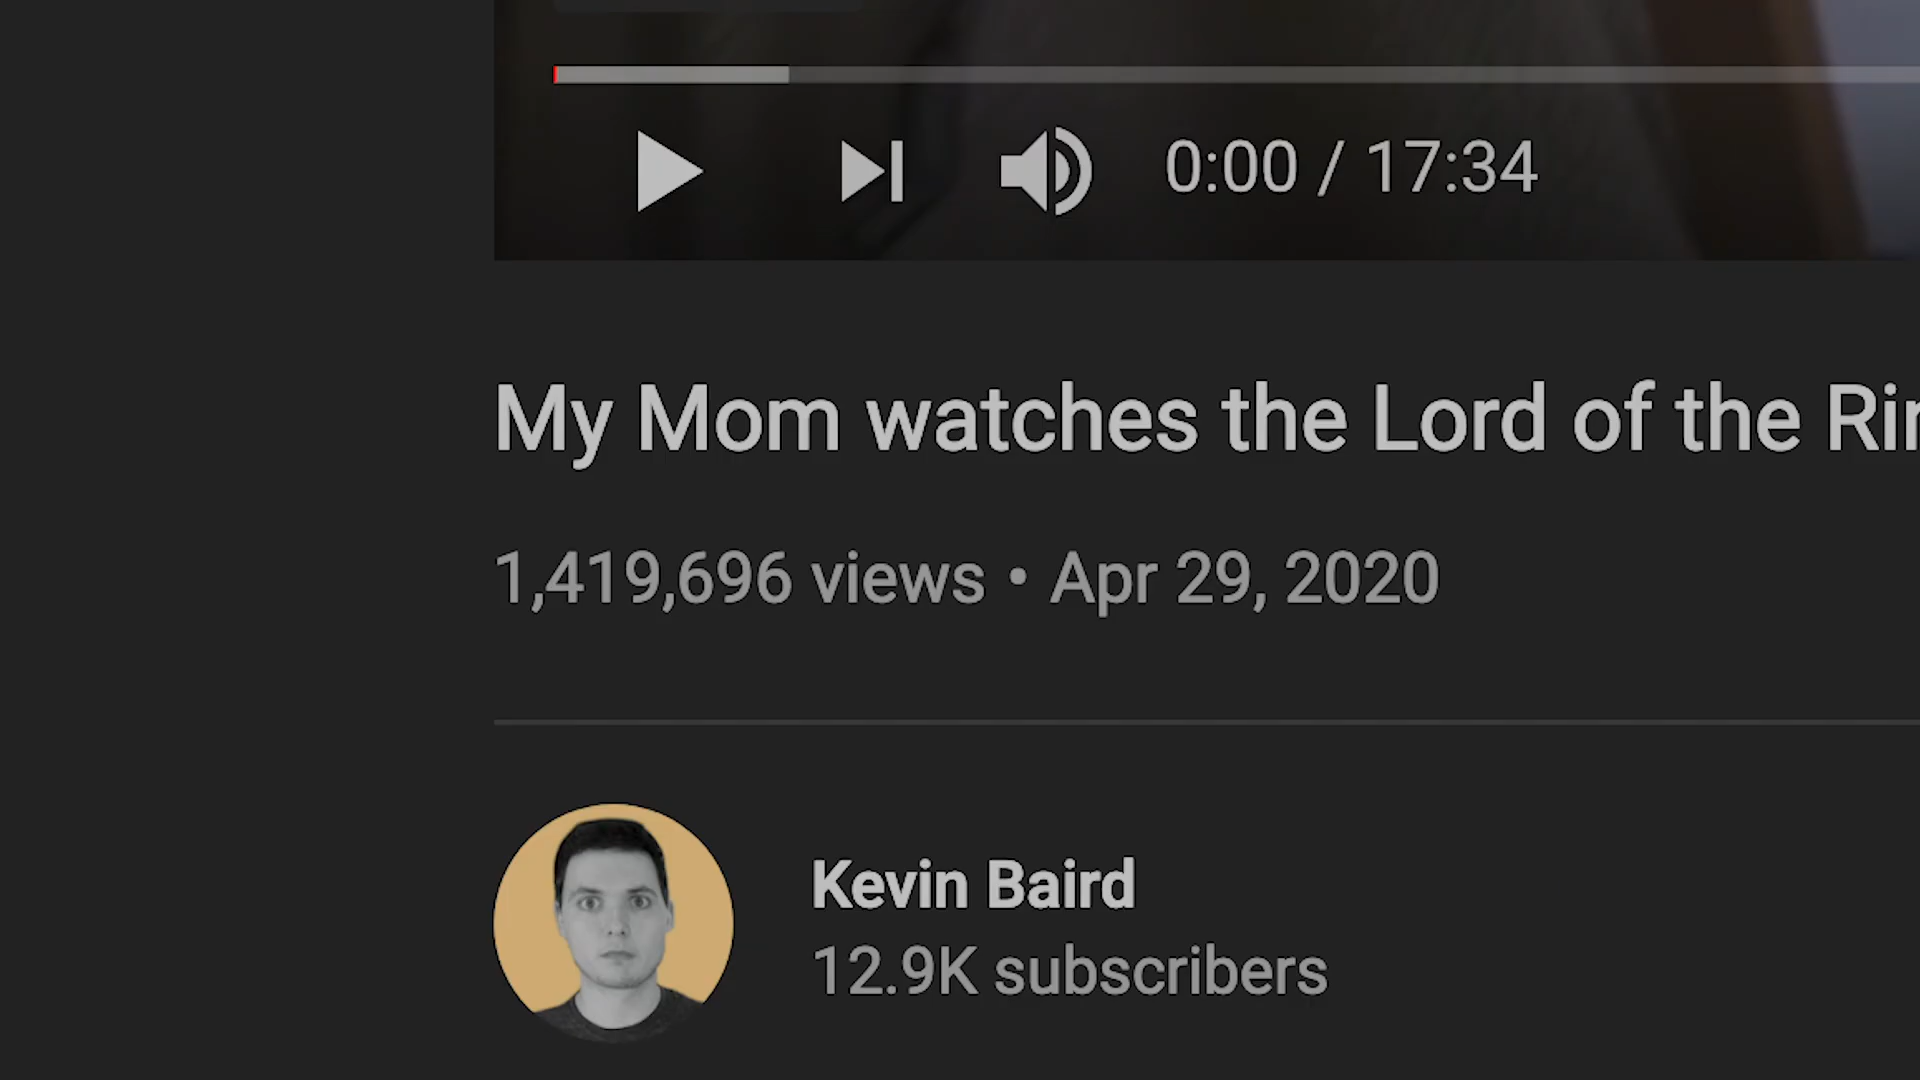 0:00 / 17:34
My Mom watches the Lord of the Rin
1,419,696 views • Apr 29, 2020
Kevin Baird
12.9K subscribers